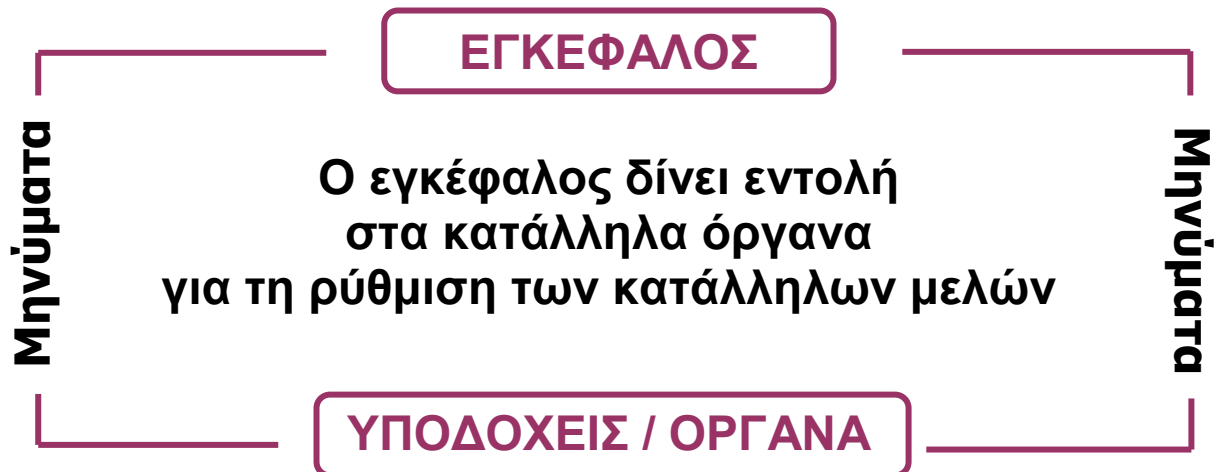 ΕΓΚΕΦΑΛΟΣ
Μηνύματα
Ο εγκέφαλος δίνει εντολή
στα κατάλληλα όργανα
για τη ρύθμιση των κατάλληλων μελών
Μηνύματα
ΥΠΟΔΟΧΕΙΣ / ΟΡΓΑΝΑ